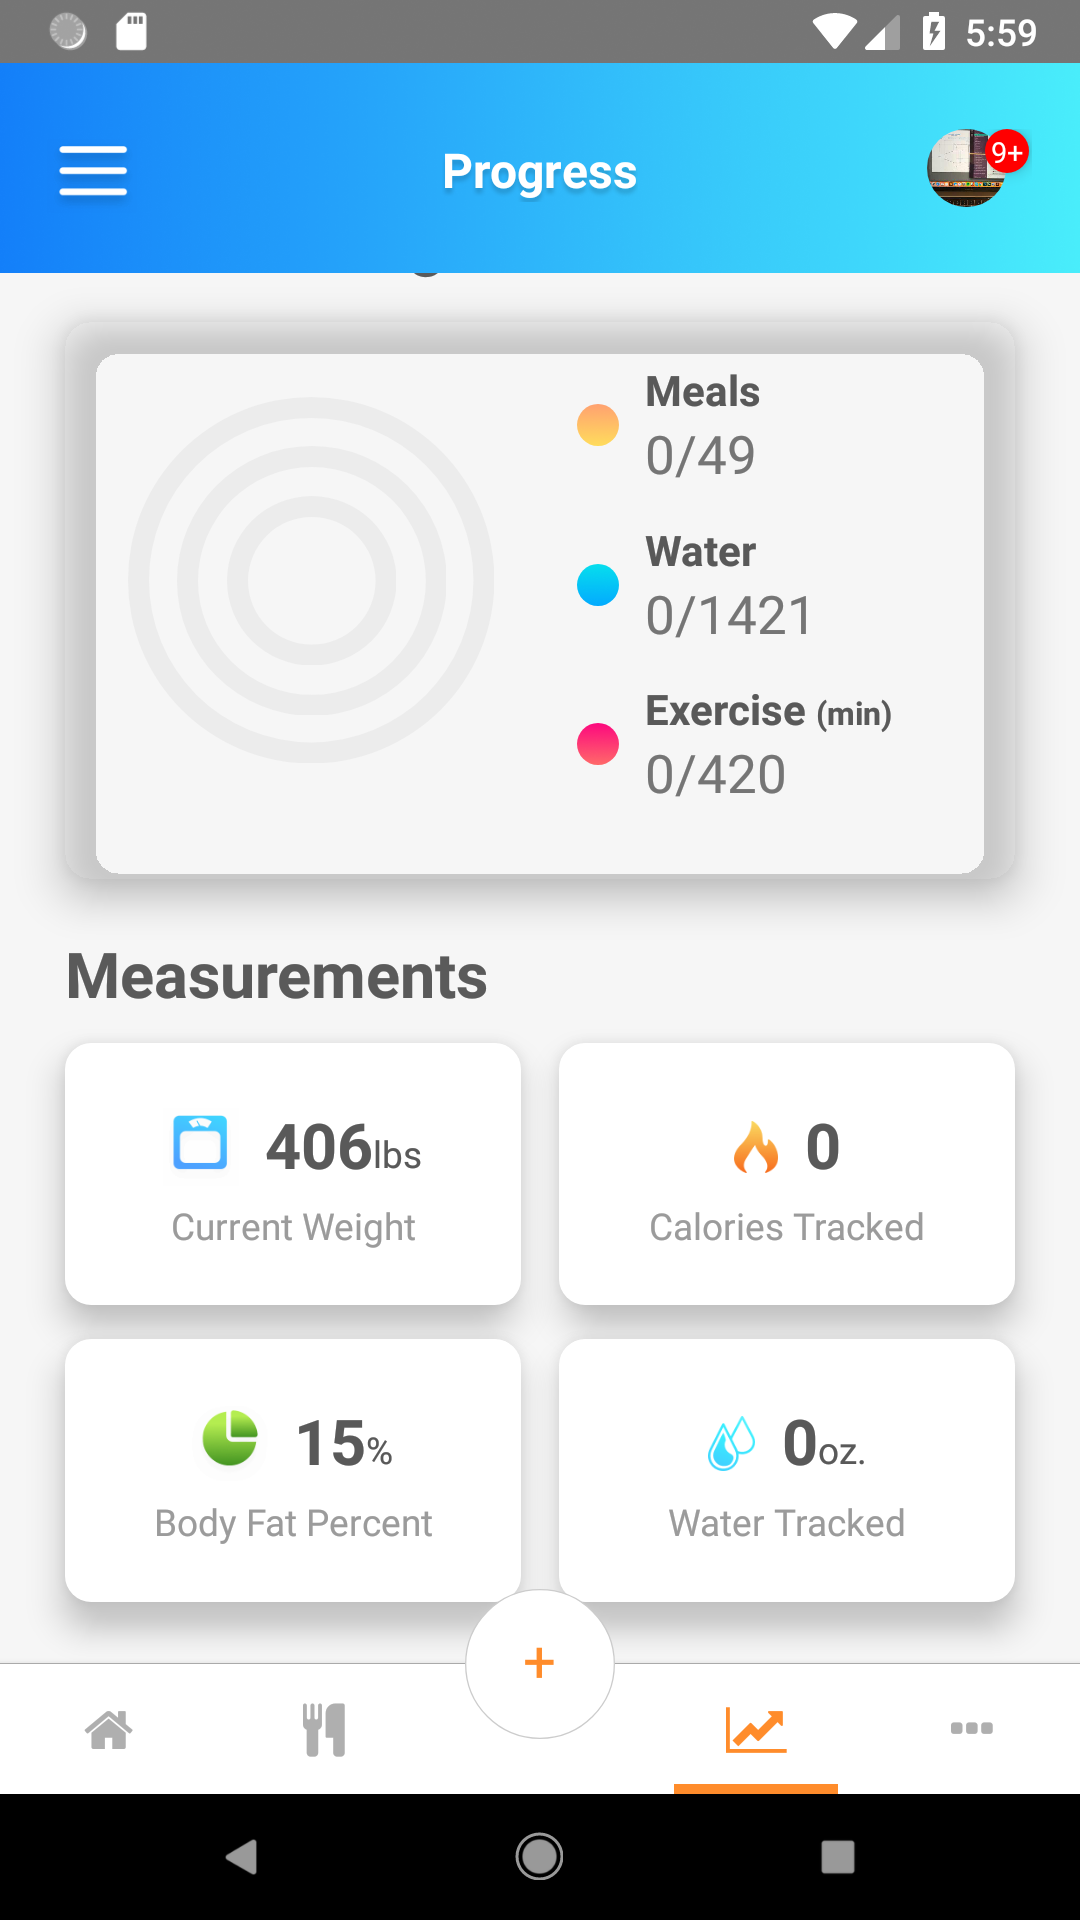 5:59
Progress
9+
Meals
0/49
Water
0/1421
Exercise (min)
0/420
Measurements
406lbs
Current Weight
0
Calories Tracked
15%
Body Fat Percent
0oz.
Water Tracked
+